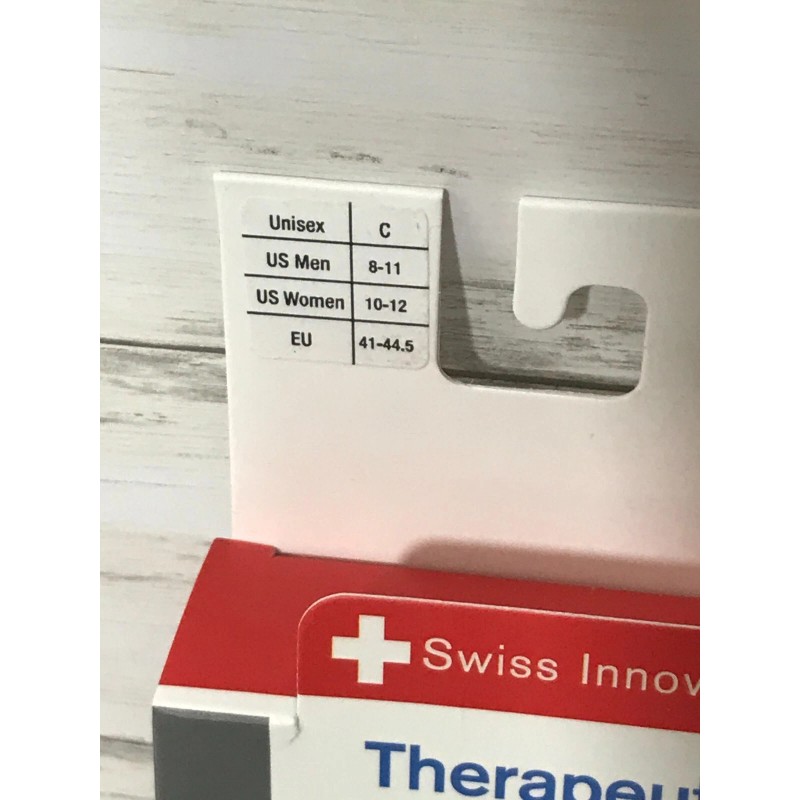 Unisex C
US Men 8-11
US Women 10-12
EU 41-44.5
Swiss Innov
Therapeut